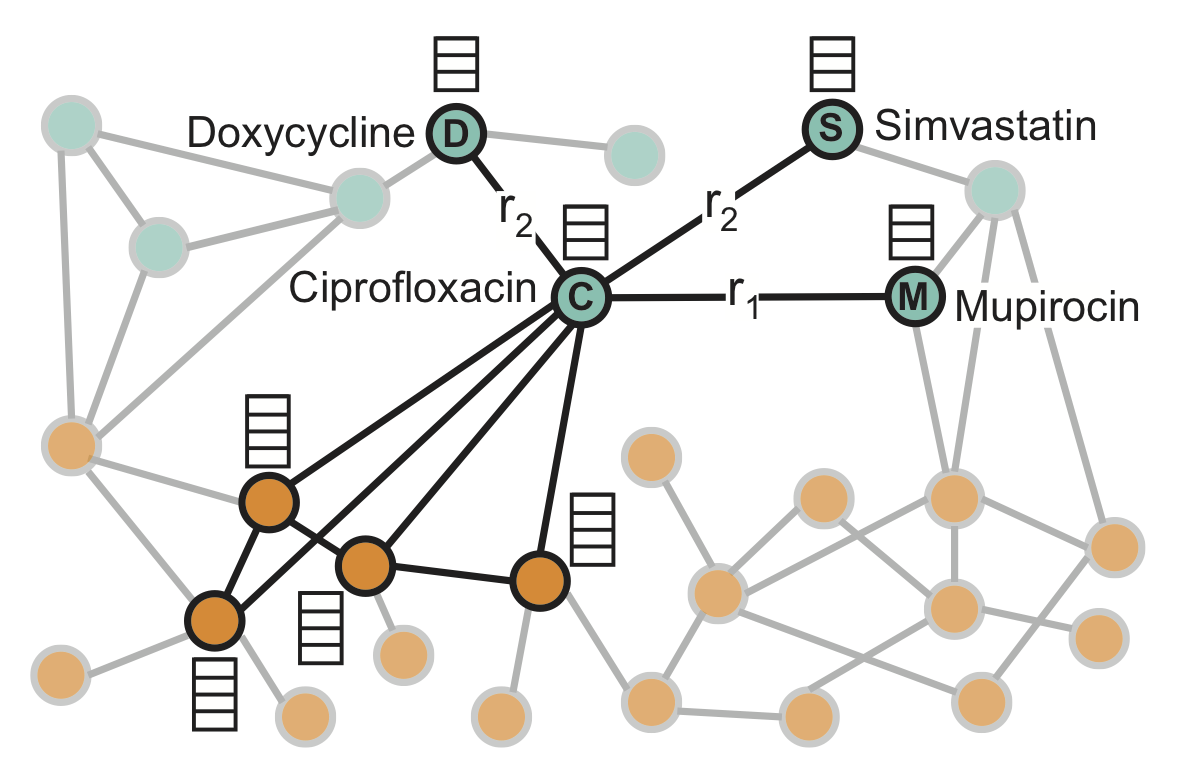 Doxycycline
D
S
Simvastatin
r2
r2
Ciprofloxacin
C
r1
M
Mupirocin